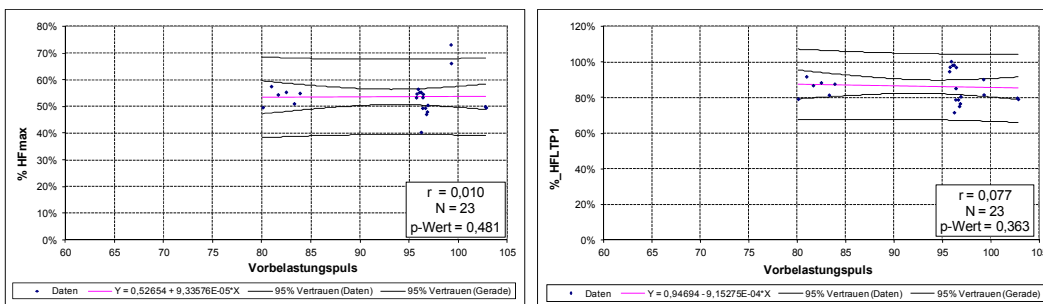 80%
70%
60%
50%
40%
30%
20%
10%
0%
% HFmax
60 65 70 75 80 85 90 95 100 105
Vorbelastungspuls
r = 0,010
N = 23
p-Wert = 0,481
Daten Y = 0,52654 + 9,33576E-05*X 95% Vertrauen (Daten) 95% Vertrauen (Gerade)
120%
100%
80%
60%
40%
20%
0%
%_HFLTP1
60 65 70 75 80 85 90 95 100 105
Vorbelastungspuls
r = 0,077
N = 23
p-Wert = 0,363
Daten Y = 0,94694 - 9,15275E-04*X 95% Vertrauen (Daten) 95% Vertrauen (Gerade)